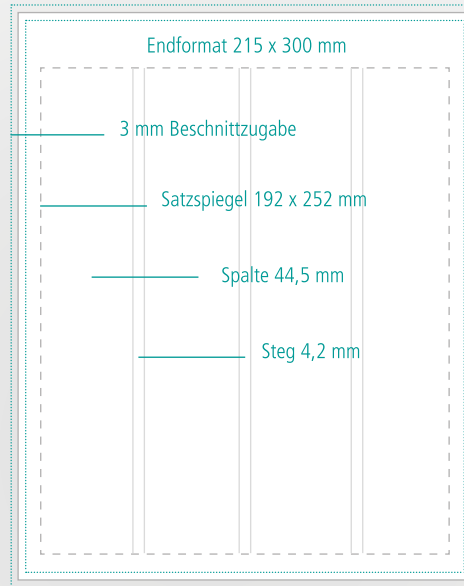 Endformat 215 x 300 mm
3 mm Beschnittzugabe
Satzspiegel 192 x 252 mm
Spalte 44,5 mm
Steg 4,2 mm